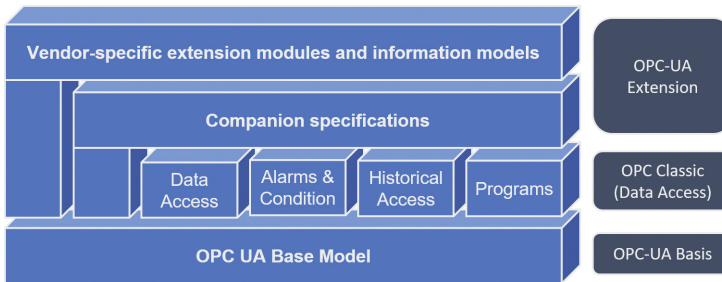 Vendor-specific extension modules and information models
OPC-UA
Extension
Companion specifications
Data
Access
Alarms &
Condition
Historical
Access
Programs
OPC Classic
(Data Access)
OPC UA Base Model
OPC-UA Basis